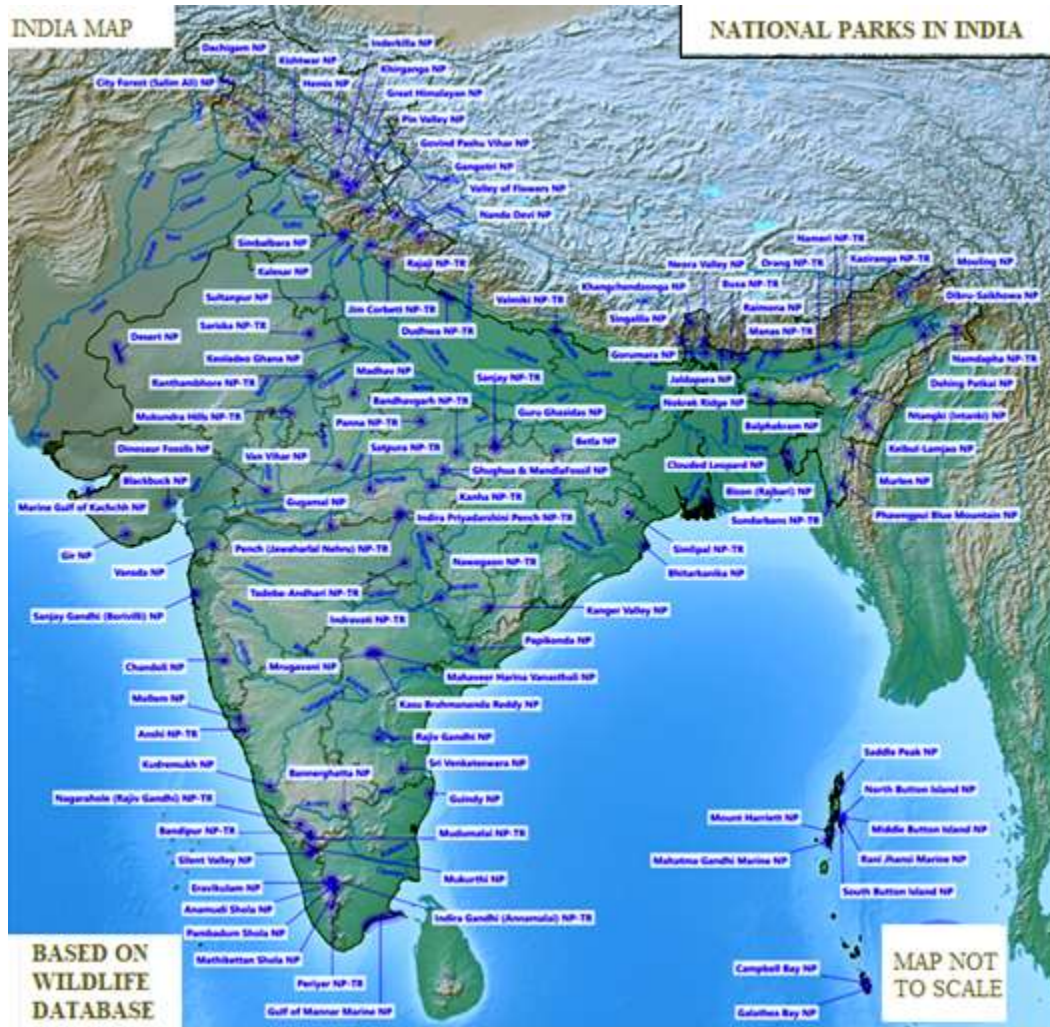 INDIA MAP
NATIONAL PARKS IN INDIA
Inderkilla NP
Dachigam NP
Kishtwar NP
Khirganga NP
City Forest (Salim Ali) NP
Hemis NP
Great Himalayan NP
Pin Valley NP
Govind Pashu Vihar NP
Gangotri NP
Valley of Flowers NP
Nanda Devi NP
Simbalbara NP
Kalesar NP
Rajaji NP-TR
Sultanpur NP
Jim Corbett NP-TR
Dudhwa NP-TR
Valmiki NP-TR
Nameri NP-TR
Neora Valley NP
Orang NP-TR
Kaziranga NP-TR
Mouling NP
Khangchendzonga NP
Buxa NP-TR
Dibru-Saikhowa NP
Singalila NP
Raimona NP
Manas NP-TR
Desert NP
Sariska NP-TR
Keoladeo Ghana NP
Gorumara NP
Namdapha NP-TR
Ranthambhore NP-TR
Madhav NP
Sanjay NP-TR
Jaldapara NP
Dehing Patkai NP
Bandhavgarh NP-TR
Nokrek Ridge NP
Mukundra Hills NP-TR
Panna NP-TR
Guru Ghasidas NP
Balphakram NP
Ntangki (Intanki) NP
Dinosaur Fossils NP
Van Vihar NP
Satpura NP-TR
Betla NP
Keibul-Lamjao NP
Ghughua & MandlaFossil NP
Clouded Leopard NP
Blackbuck NP
Murlen NP
Marine Gulf of Kachchh NP
Gugamal NP
Kanha NP-TR
Bison (Rajbari) NP
Phawngpui Blue Mountain NP
Indira Priyadarshini Pench NP-TR
Sundarbans NP-TR
Gir NP
Pench (Jawaharlal Nehru) NP-TR
Similpal NP-TR
Vansda NP
Nawegaon NP-TR
Bhitarkanika NP
Tadoba-Andhari NP-TR
Sanjay Gandhi (Borivilli) NP
Indravati NP-TR
Kanger Valley NP
Papikonda NP
Chandoli NP
Mrugavani NP
Mahaveer Harina Vanasthali NP
Mollem NP
Kasu Brahmananda Reddy NP
Anshi NP-TR
Rajiv Gandhi NP
Kudremukh NP
Bannerghatta NP
Sri Venkateswara NP
Saddle Peak NP
Nagarahole (Rajiv Gandhi) NP-TR
Guindy NP
North Button Island NP
Mount Harriett NP
Bandipur NP-TR
Mudumalai NP-TR
Middle Button Island NP
Mahatma Gandhi Marine NP
Rani Jhansi Marine NP
Silent Valley NP
Mukurthi NP
Eravikulam NP
South Button Island NP
Anamudi Shola NP
Indira Gandhi (Annamalai) NP-TR
Pambadum Shola NP
Mathikettan Shola NP
Periyar NP-TR
Gulf of Mannar Marine NP
Campbell Bay NP
Galathea Bay NP
BASED ON
WILDLIFE
DATABASE
MAP NOT
TO SCALE